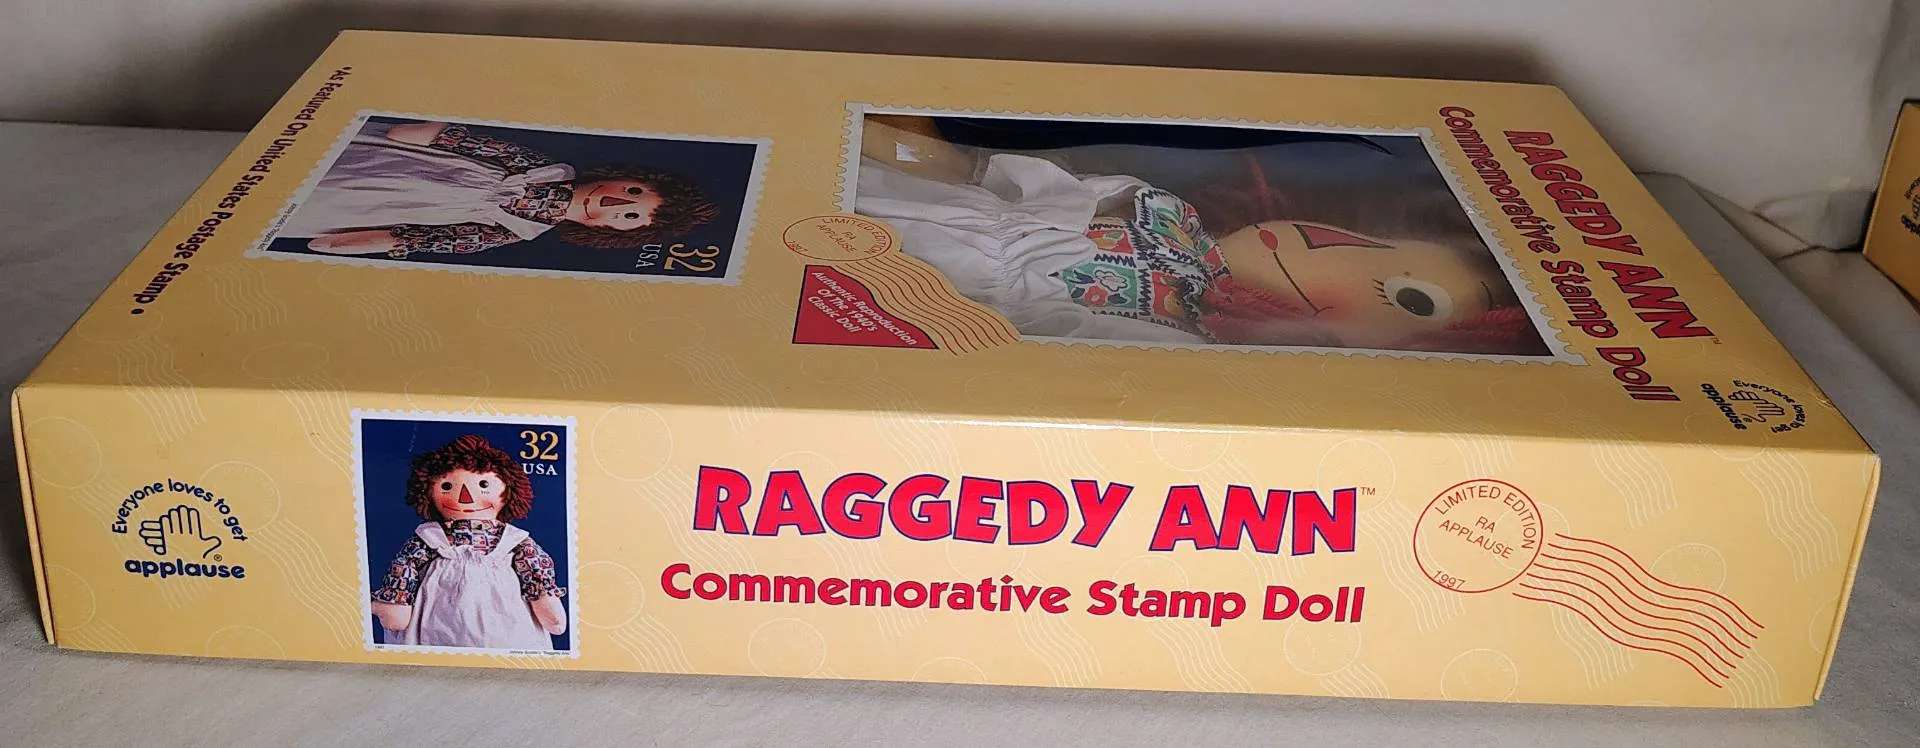 RAGGEDY ANN™
Commemorative Stamp Doll
Everyone loves to get
applause
LIMITED EDITION
RA
APPLAUSE
1997
Authentic Reproduction
Of The 1940's
Classic Doll
32
USA
• As Featured On United States Postage Stamp •
Everyone loves to get
applause®
32
USA
1997
RAGGEDY ANN™
Commemorative Stamp Doll
LIMITED EDITION
RA
APPLAUSE
1997